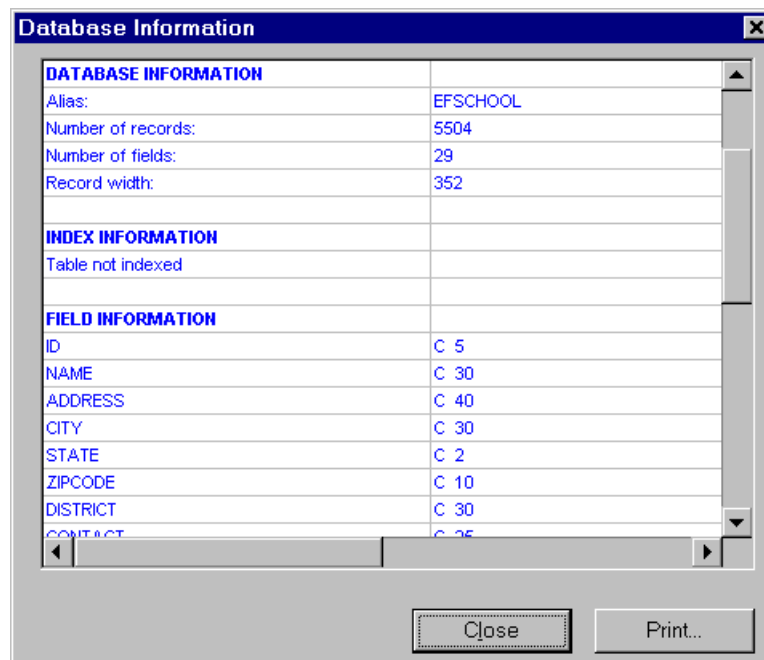 Database Information
DATABASE INFORMATION
Alias: EFSCHOOL
Number of records: 5504
Number of fields: 29
Record width: 352
INDEX INFORMATION
Table not indexed
FIELD INFORMATION
ID C 5
NAME C 30
ADDRESS C 40
CITY C 30
STATE C 2
ZIPCODE C 10
DISTRICT C 30
CONTACT
Close Print...